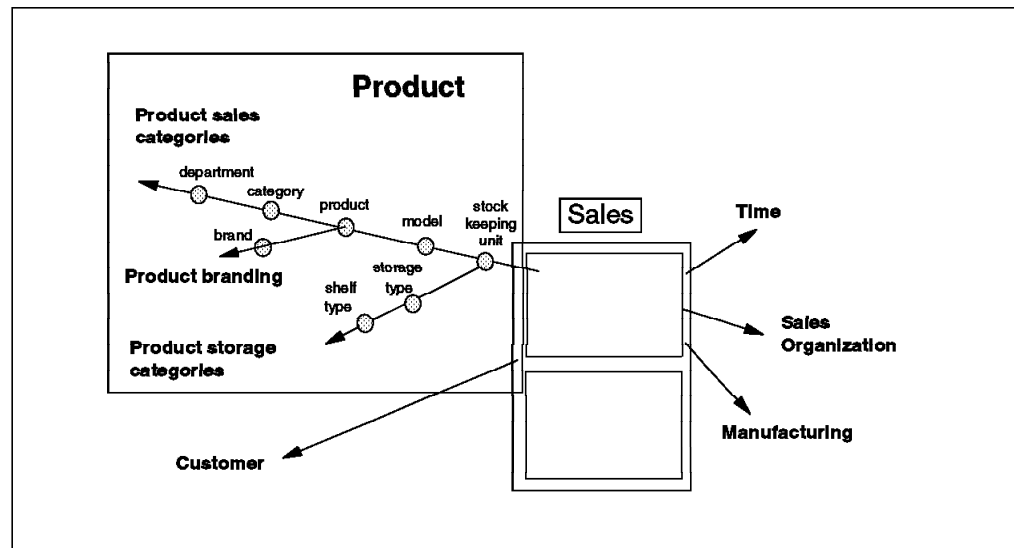 Product
Product sales
categories
department
category
product
model
stock
keeping
unit
Sales
Time
brand
Product branding
storage
type
shelf
type
Product storage
categories
Sales
Organization
Manufacturing
Customer